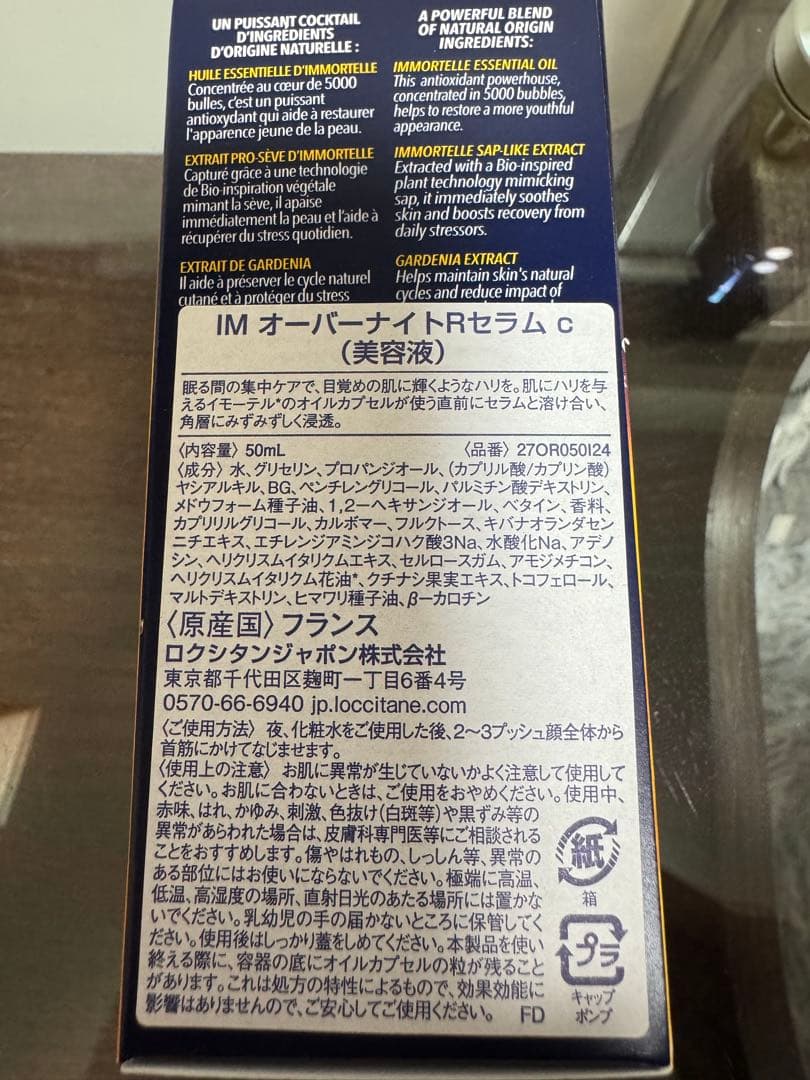 UN PUISSANT COCKTAIL
D'INGRÉDIENTS
D'ORIGINE NATURELLE :
HUILE ESSENTIELLE D'IMMORTELLE
Concentrée au cœur de 5000
bulles, c'est un puissant
antioxydant qui aide à restaurer
l'apparence jeune de la peau.
EXTRAIT PRO-SÈVE D'IMMORTELLE
Capturé grâce à une technologie
de Bio-inspiration végétale
mimant la sève, il apaise
immédiatement la peau et l'aide à
récupérer du stress quotidien.
EXTRAIT DE GARDENIA
Il aide à préserver le cycle naturel
cutané et à protéger du stress
A POWERFUL BLEND
OF NATURAL ORIGIN
INGREDIENTS:
IMMORTELLE ESSENTIAL OIL
This antioxidant powerhouse,
concentrated in 5000 bubbles,
helps to restore a more youthful
appearance.
IMMORTELLE SAP-LIKE EXTRACT
Extracted with a Bio-inspired
plant technology mimicking
sap, it immediately soothes
skin and boosts recovery from
daily stressors.
GARDENIA EXTRACT
Helps maintain skin's natural
cycles and reduce impact of
IM オーバーナイトRセラム c
（美容液）
眠る間の集中ケアで、目覚めの肌に輝くようなハリを。肌にハリを与
えるイモーテル*のオイルカプセルが使う直前にセラムと溶け合い、
角層にみずみずしく浸透。
〈内容量〉 50mL 〈品番〉 27OR050I24
〈成分〉 水、グリセリン、プロパンジオール、（カプリル酸/カプリン酸）
ヤシアルキル、BG、ペンチレングリコール、パルミチン酸デキストリン、
メドウフォーム種子油、1,2－ヘキサンジオール、ベタイン、香料、
カプリリルグリコール、カルボマー、フルクトース、キバナオランダセン
ニチエキス、エチレンジアミンジコハク酸3Na、水酸化Na、アデノ
シン、ヘリクリスムイタリクムエキス、セルロースガム、アモジメチコン、
ヘリクリスムイタリクム花油*、クチナシ果実エキス、トコフェロール、
マルトデキストリン、ヒマワリ種子油、β－カロチン
〈原産国〉フランス
ロクシタンジャポン株式会社
東京都千代田区麹町一丁目6番4号
0570-66-6940 jp.loccitane.com
〈ご使用方法〉 夜、化粧水をご使用した後、2～3プッシュ顔全体から
首筋にかけてなじませます。
〈使用上の注意〉 お肌に異常が生じていないかよく注意して使用して
ください。お肌に合わないときは、ご使用をおやめください。使用中、
赤味、はれ、かゆみ、刺激、色抜け(白斑等)や黒ずみ等の
異常があらわれた場合は、皮膚科専門医等にご相談される
ことをおすすめします。傷やはれもの、しっしん等、異常の
ある部位にはお使いにならないでください。極端に高温、
低温、高湿度の場所、直射日光のあたる場所には置かな
いでください。乳幼児の手の届かないところに保管してく
ださい。使用後はしっかり蓋をしめてください。本製品を使い
終える際に、容器の底にオイルカプセルの粒が残ること
があります。これは処方の特性によるもので、効果効能に
影響はありませんので、ご安心してご使用ください。 FD
紙
箱
プラ
キャップ
ポンプ